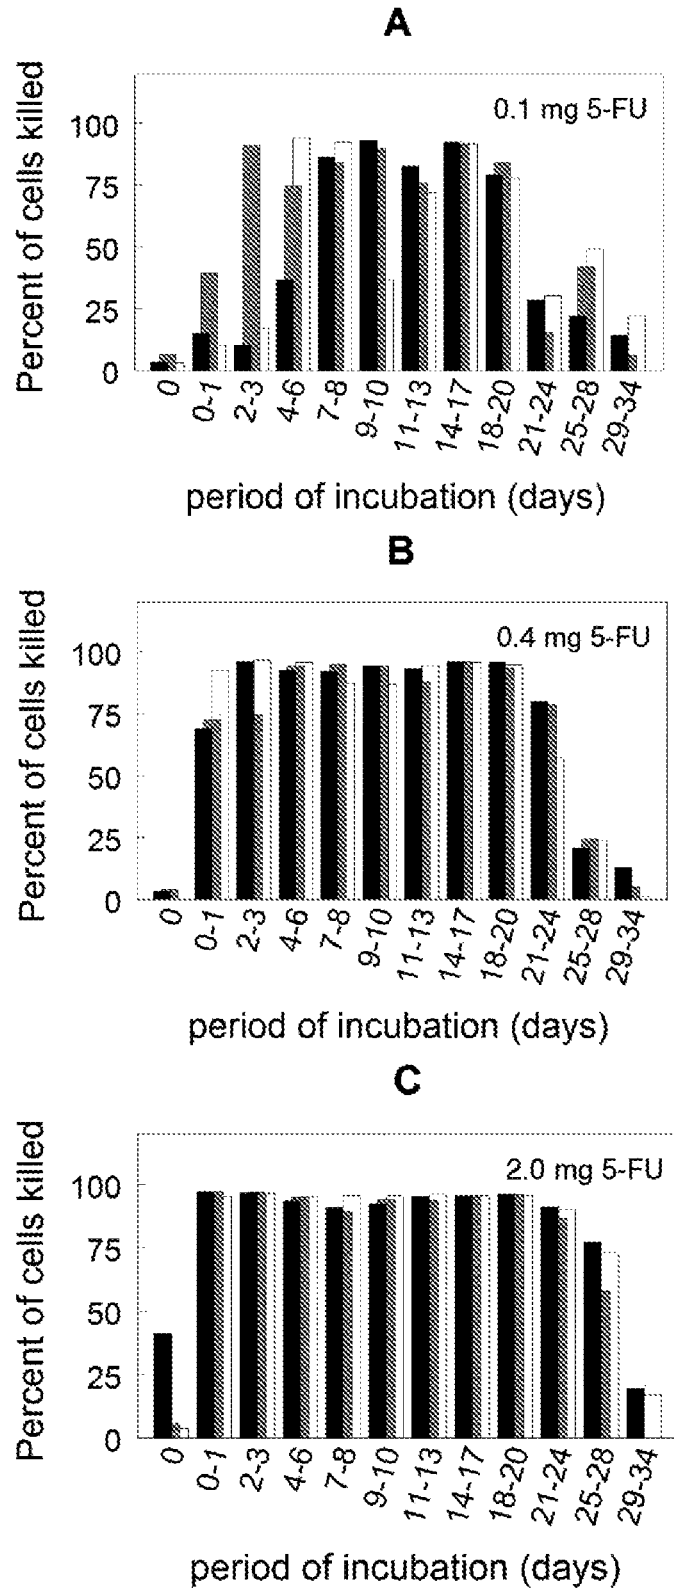 A
0.1 mg 5-FU
Percent of cells killed
100
75
50
25
0
0 0-1 2-3 4-6 7-8 9-10 11-13 14-17 18-20 21-24 25-28 29-34
period of incubation (days)
B
0.4 mg 5-FU
Percent of cells killed
100
75
50
25
0
0 0-1 2-3 4-6 7-8 9-10 11-13 14-17 18-20 21-24 25-28 29-34
period of incubation (days)
C
2.0 mg 5-FU
Percent of cells killed
100
75
50
25
0
0 0-1 2-3 4-6 7-8 9-10 11-13 14-17 18-20 21-24 25-28 29-34
period of incubation (days)